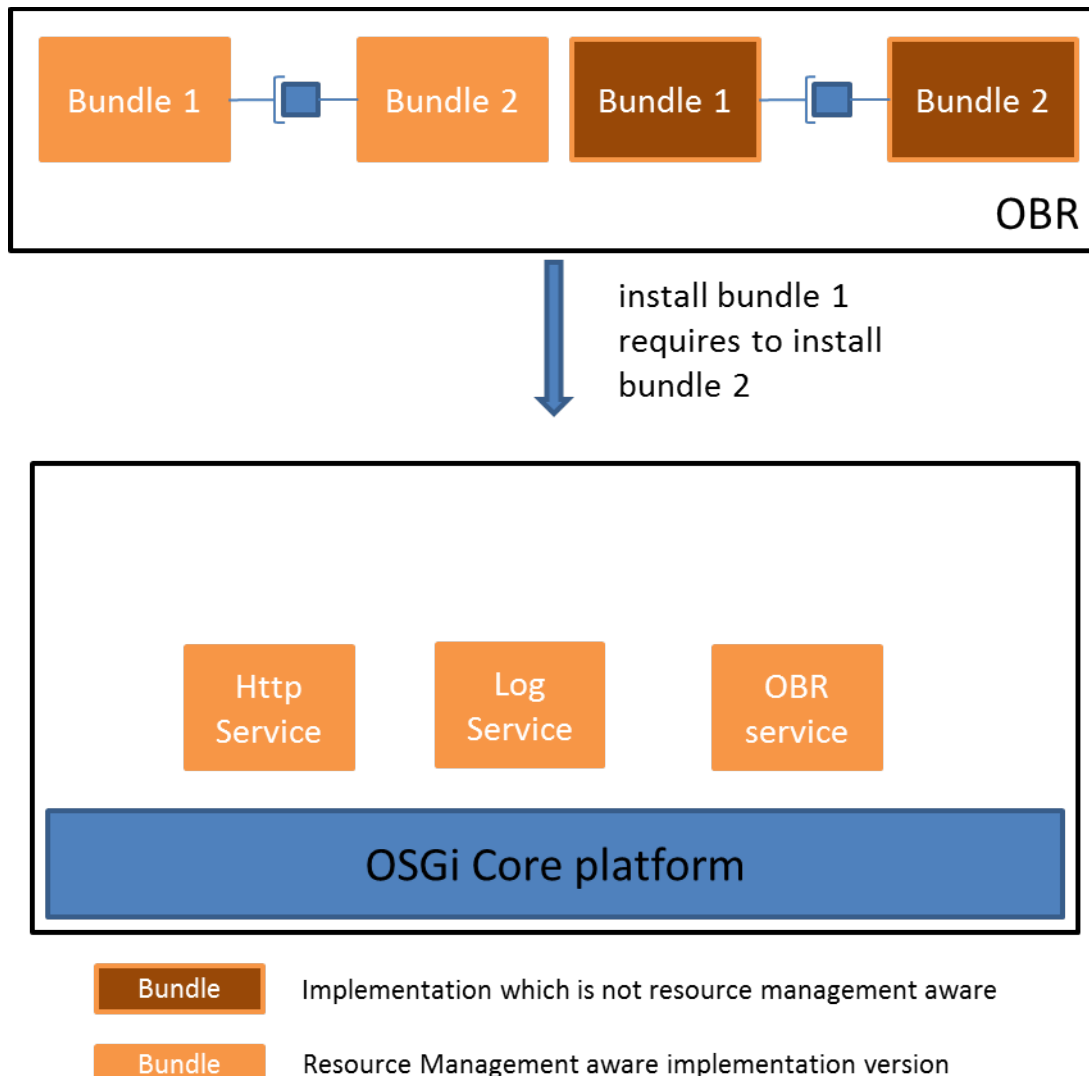 Bundle 1
Bundle 2
Bundle 1
Bundle 2
OBR
install bundle 1
requires to install
bundle 2
Http
Service
Log
Service
OBR
service
OSGi Core platform
Bundle
Implementation which is not resource management aware
Bundle
Resource Management aware implementation version